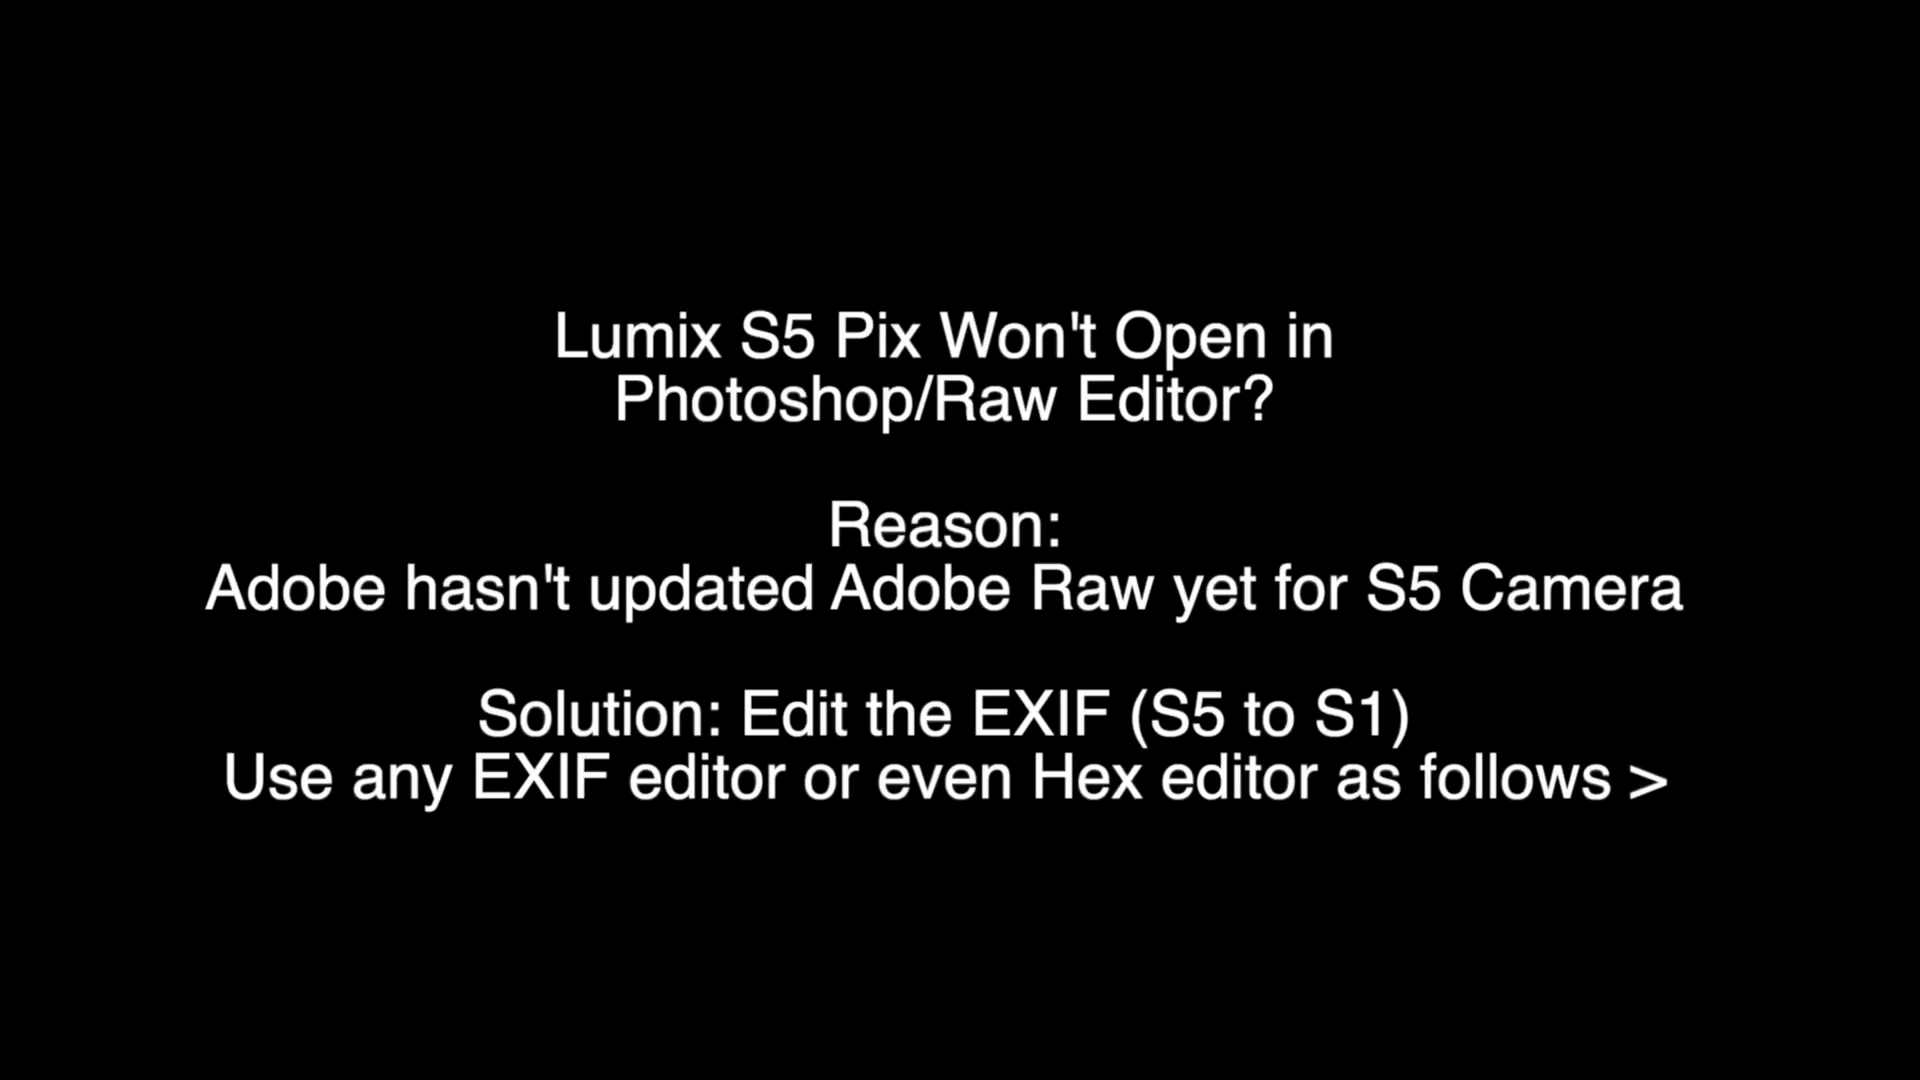 Lumix S5 Pix Won't Open in
Photoshop/Raw Editor?
Reason:
Adobe hasn't updated Adobe Raw yet for S5 Camera
Solution: Edit the EXIF (S5 to S1)
Use any EXIF editor or even Hex editor as follows >